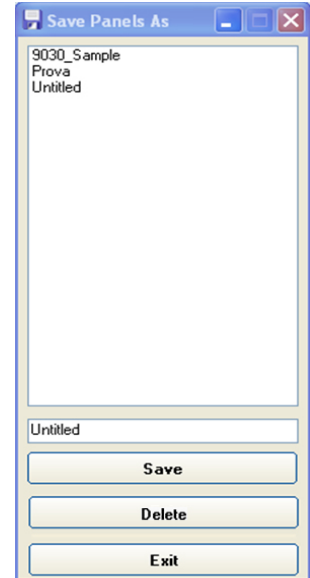 Save Panels As
9030_Sample
Prova
Untitled
Untitled
Save
Delete
Exit